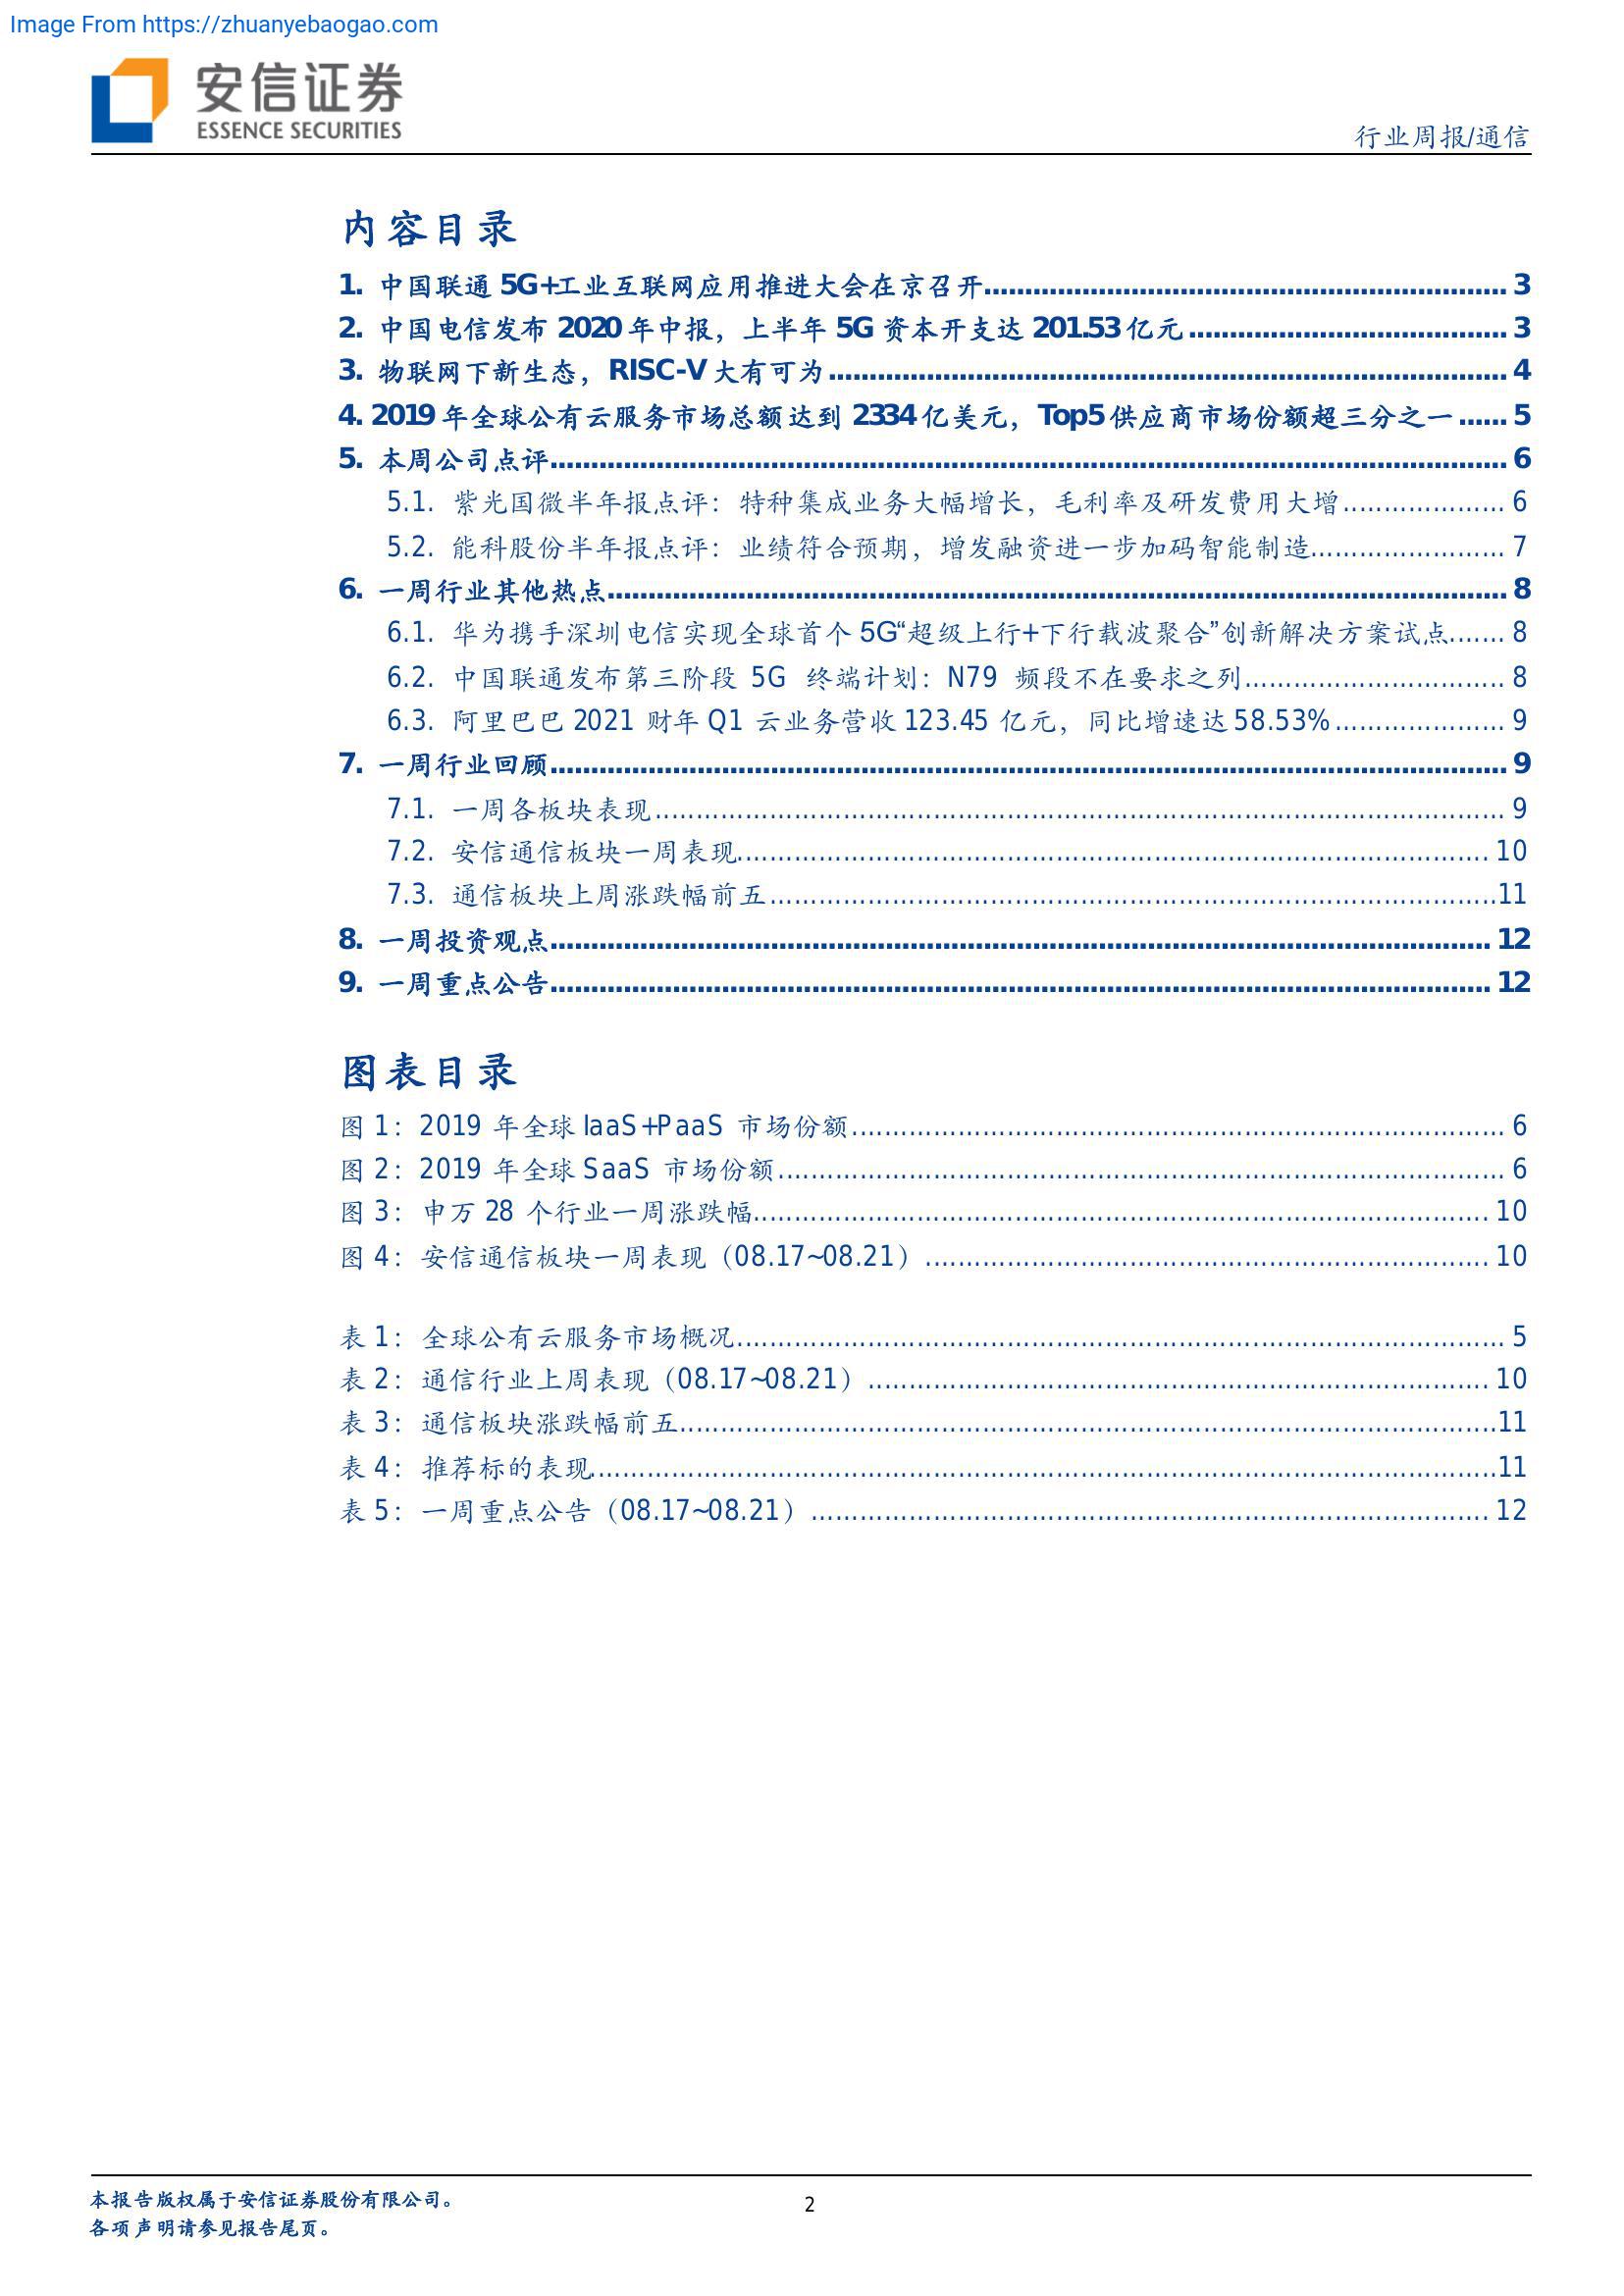 Image From https://zhuanyebaogao.com
安信证券
ESSENCE SECURITIES
行业周报/通信
内容目录
1. 中国联通 5G+工业互联网应用推进大会在京召开................................................................ 3
2. 中国电信发布 2020 年中报，上半年 5G 资本开支达 201.53 亿元....................................... 3
3. 物联网下新生态，RISC-V 大有可为................................................................................... 4
4. 2019 年全球公有云服务市场总额达到 2334 亿美元，Top5 供应商市场份额超三分之一...... 5
5. 本周公司点评..................................................................................................................... 6
5.1. 紫光国微半年报点评：特种集成业务大幅增长，毛利率及研发费用大增.................... 6
5.2. 能科股份半年报点评：业绩符合预期，增发融资进一步加码智能制造........................ 7
6. 一周行业其他热点.............................................................................................................. 8
6.1. 华为携手深圳电信实现全球首个 5G“超级上行+下行载波聚合”创新解决方案试点....... 8
6.2. 中国联通发布第三阶段 5G 终端计划：N79 频段不在要求之列................................ 8
6.3. 阿里巴巴 2021 财年 Q1 云业务营收 123.45 亿元，同比增速达 58.53%..................... 9
7. 一周行业回顾..................................................................................................................... 9
7.1. 一周各板块表现........................................................................................................ 9
7.2. 安信通信板块一周表现............................................................................................ 10
7.3. 通信板块上周涨跌幅前五.........................................................................................11
8. 一周投资观点................................................................................................................... 12
9. 一周重点公告................................................................................................................... 12
图表目录
图 1：2019 年全球 IaaS+PaaS 市场份额................................................................................ 6
图 2：2019 年全球 SaaS 市场份额......................................................................................... 6
图 3：申万 28 个行业一周涨跌幅.......................................................................................... 10
图 4：安信通信板块一周表现（08.17~08.21）..................................................................... 10
表 1：全球公有云服务市场概况.............................................................................................. 5
表 2：通信行业上周表现（08.17~08.21）............................................................................ 10
表 3：通信板块涨跌幅前五....................................................................................................11
表 4：推荐标的表现...............................................................................................................11
表 5：一周重点公告（08.17~08.21）................................................................................... 12
本报告版权属于安信证券股份有限公司。
2
各项声明请参见报告尾页。